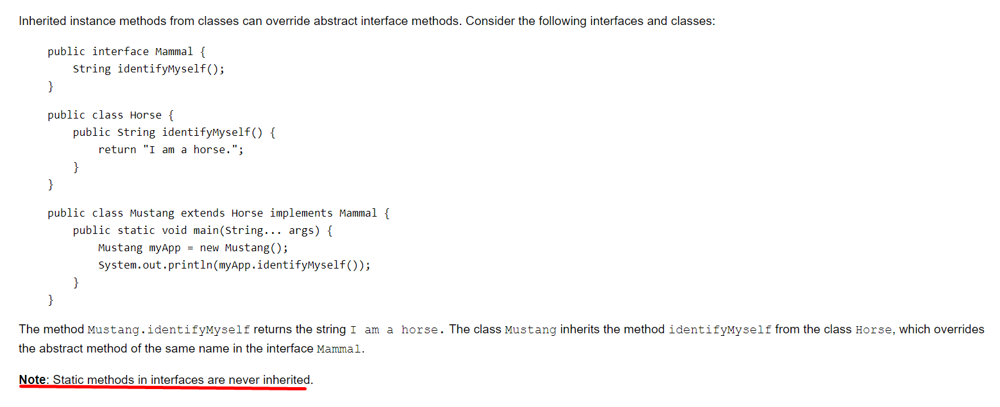 Inherited instance methods from classes can override abstract interface methods. Consider the following interfaces and classes:
public interface Mammal {
    String identifyMyself();
}
public class Horse {
    public String identifyMyself() {
        return "I am a horse.";
    }
}
public class Mustang extends Horse implements Mammal {
    public static void main(String... args) {
        Mustang myApp = new Mustang();
        System.out.println(myApp.identifyMyself());
    }
}
The method Mustang.identifyMyself returns the string I am a horse. The class Mustang inherits the method identifyMyself from the class Horse, which overrides
the abstract method of the same name in the interface Mammal.
Note: Static methods in interfaces are never inherited.